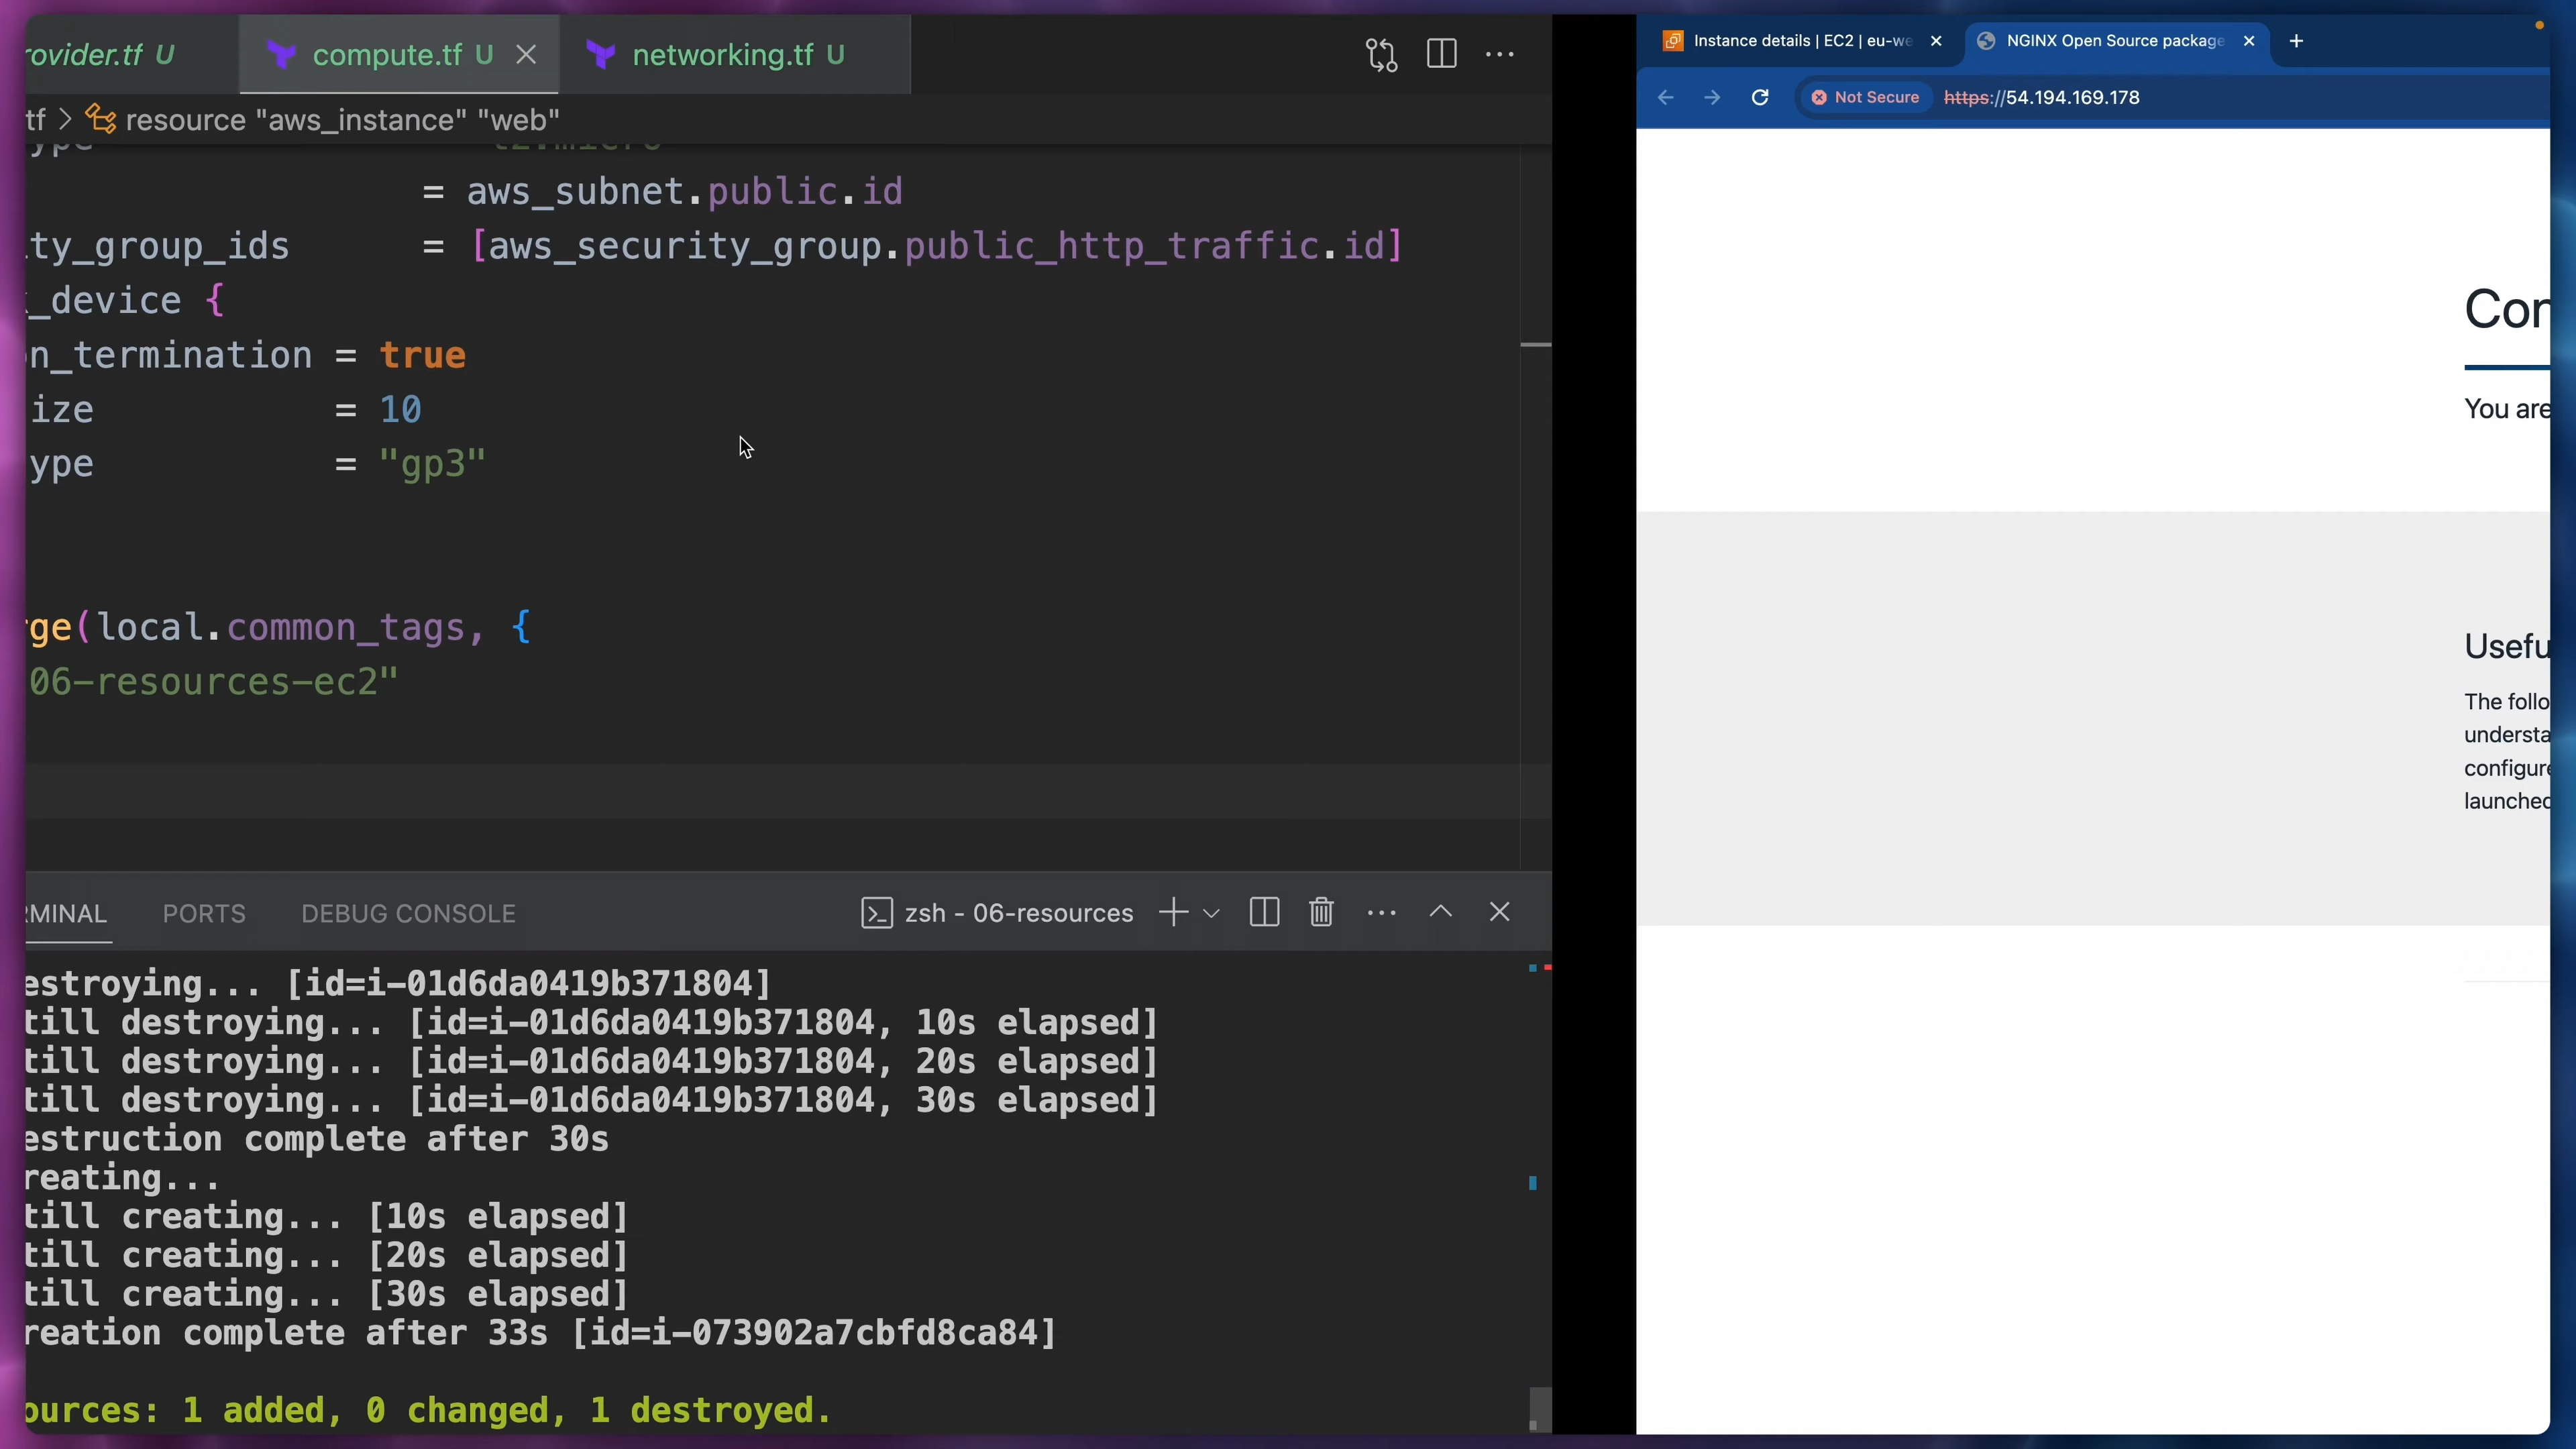 rovider.tf U
compute.tf U
networking.tf U
tf > resource "aws_instance" "web"
= aws_subnet.public.id
ty_group_ids = [aws_security_group.public_http_traffic.id]
_device {
n_termination = true
ize = 10
ype = "gp3"
ge(local.common_tags, {
06-resources-ec2"
MINAL PORTS DEBUG CONSOLE
zsh - 06-resources
estroying... [id=i-01d6da0419b371804]
till destroying... [id=i-01d6da0419b371804, 10s elapsed]
till destroying... [id=i-01d6da0419b371804, 20s elapsed]
till destroying... [id=i-01d6da0419b371804, 30s elapsed]
estruction complete after 30s
reating...
till creating... [10s elapsed]
till creating... [20s elapsed]
till creating... [30s elapsed]
reation complete after 33s [id=i-073902a7cbfd8ca84]
ources: 1 added, 0 changed, 1 destroyed.
Instance details | EC2 | eu-we
NGINX Open Source package
Not Secure https://54.194.169.178
Con
You are
Usefu
The follo
understa
configure
launched